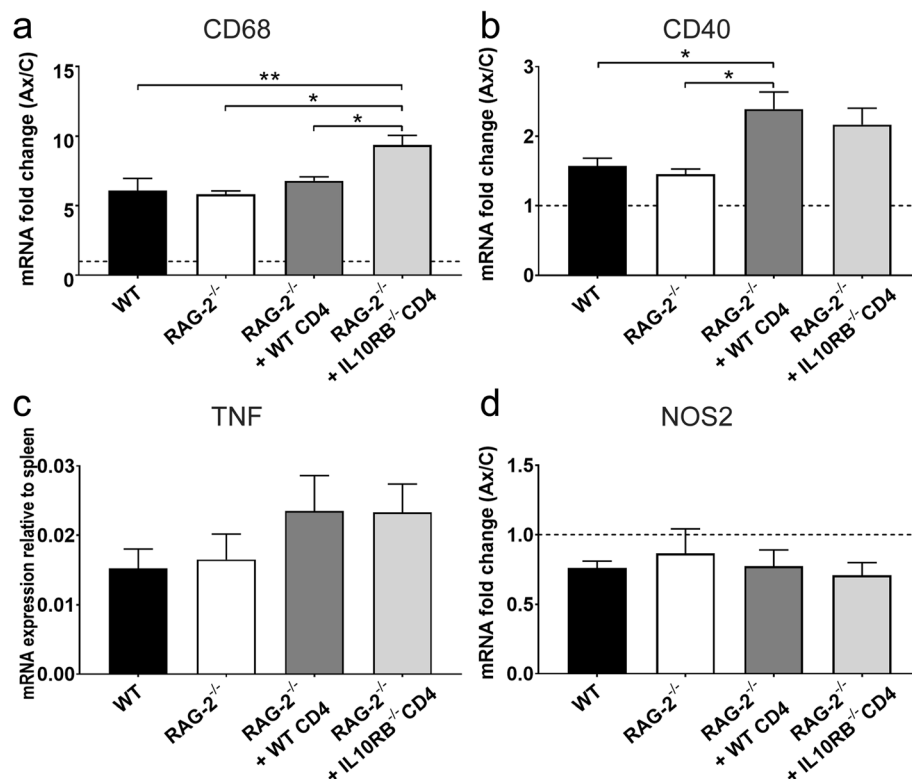 a
CD68
mRNA fold change (Ax/C)
15
10
5
0
**
*
*
WT
RAG-2-/-
RAG-2-/-
+ WT CD4
RAG-2-/-
+ IL10RB-/- CD4
b
CD40
mRNA fold change (Ax/C)
3
2
1
0
*
*
WT
RAG-2-/-
RAG-2-/-
+ WT CD4
RAG-2-/-
+ IL10RB-/- CD4
c
TNF
mRNA expression relative to spleen
0.03
0.02
0.01
0.00
WT
RAG-2-/-
RAG-2-/-
+ WT CD4
RAG-2-/-
+ IL10RB-/- CD4
d
NOS2
mRNA fold change (Ax/C)
1.5
1.0
0.5
0.0
WT
RAG-2-/-
RAG-2-/-
+ WT CD4
RAG-2-/-
+ IL10RB-/- CD4